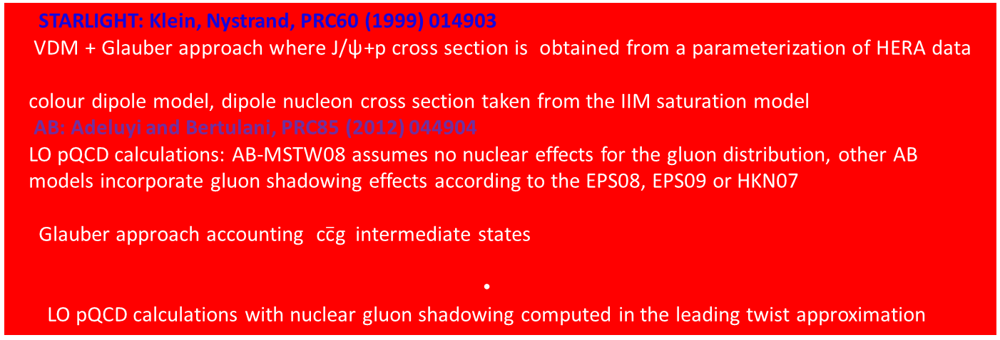 STARLIGHT: Klein, Nystrand, PRC60 (1999) 014903
VDM + Glauber approach where J/ψ+p cross section is obtained from a parameterization of HERA data
colour dipole model, dipole nucleon cross section taken from the IIM saturation model
AB: Adeluyi and Bertulani, PRC85 (2012) 044904
LO pQCD calculations: AB-MSTW08 assumes no nuclear effects for the gluon distribution, other AB
models incorporate gluon shadowing effects according to the EPS08, EPS09 or HKN07
Glauber approach accounting cc̅g intermediate states
•
LO pQCD calculations with nuclear gluon shadowing computed in the leading twist approximation